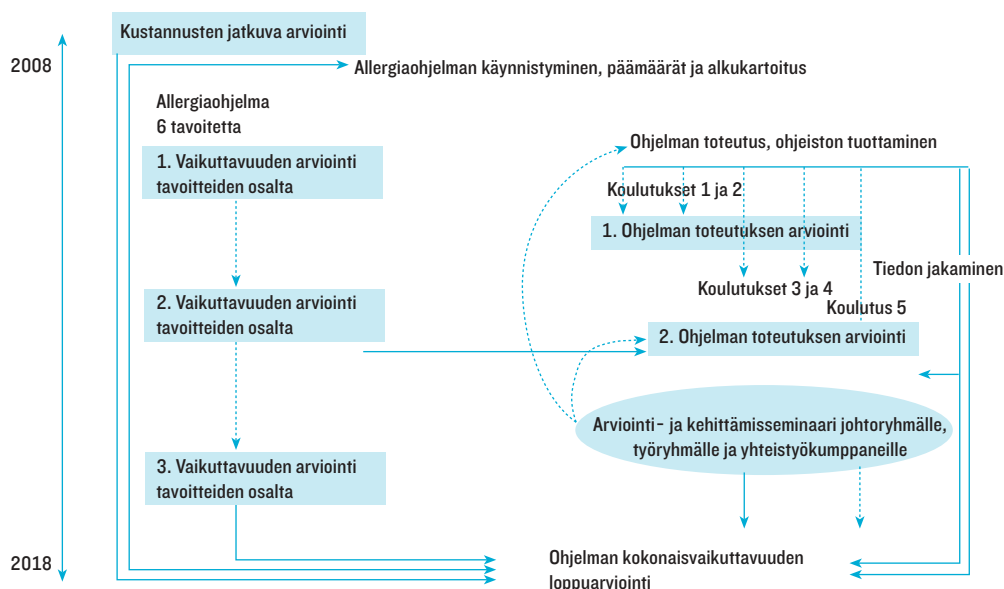 Kustannusten jatkuva arviointi
2008
Allergiaohjelman käynnistyminen, päämäärät ja alkukartoitus
Allergiaohjelma
6 tavoitetta
1. Vaikuttavuuden arviointi
tavoitteiden osalta
Ohjelman toteutus, ohjeiston tuottaminen
Koulutukset 1 ja 2
1. Ohjelman toteutuksen arviointi
Tiedon jakaminen
Koulutukset 3 ja 4
Koulutus 5
2. Vaikuttavuuden arviointi
tavoitteiden osalta
2. Ohjelman toteutuksen arviointi
Arviointi- ja kehittämisseminaari johtoryhmälle,
työryhmälle ja yhteistyökumppaneille
3. Vaikuttavuuden arviointi
tavoitteiden osalta
2018
Ohjelman kokonaisvaikuttavuuden
loppuarviointi